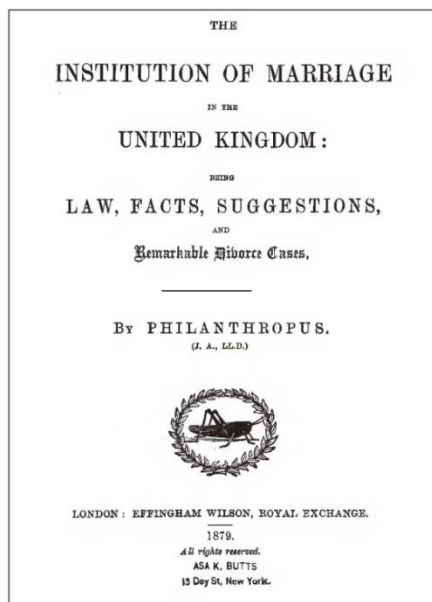 THE
INSTITUTION OF MARRIAGE
IN THE
UNITED KINGDOM:
BEING
LAW, FACTS, SUGGESTIONS,
AND
Remarkable Divorce Cases.
BY PHILANTHROPUS.
(J. A., LL.D.)
LONDON: EFFINGHAM WILSON, ROYAL EXCHANGE.
1879.
All rights reserved.
ASA K. BUTTS
13 Dey St, New York.